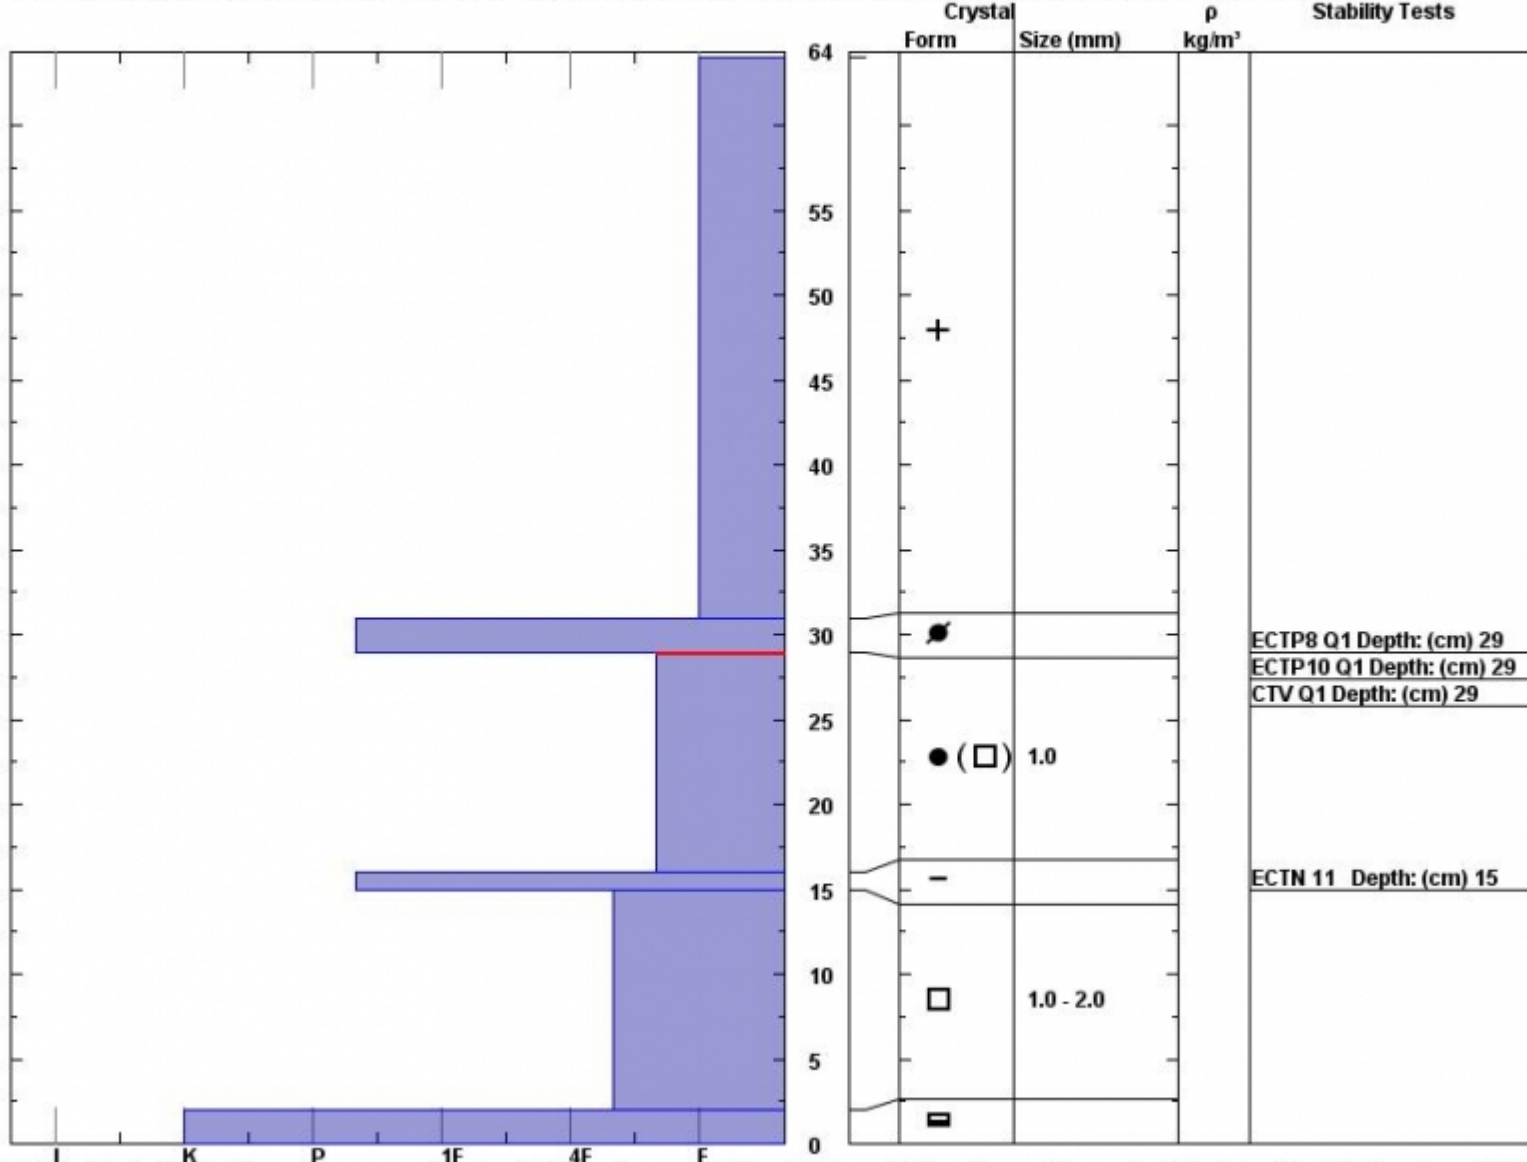 Crystal ρ Stability Tests
Form Size (mm) kg/m³
64
55
50
+
45
40
35
30
ECTP8 Q1 Depth: (cm) 29
ECTP10 Q1 Depth: (cm) 29
CTV Q1 Depth: (cm) 29
25
( ) 1.0
20
15
ECTN 11 Depth: (cm) 15
10
1.0 - 2.0
5
0
I K P 1F 4F F